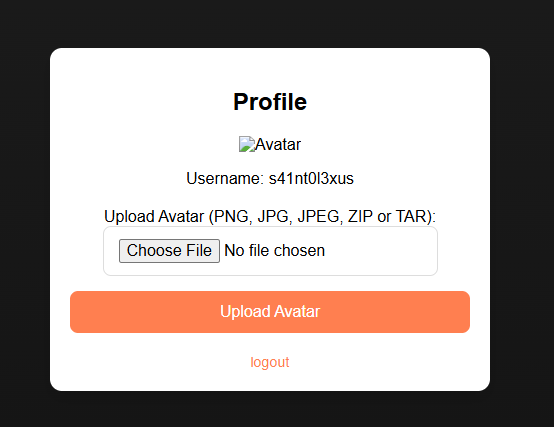 Profile
Avatar
Username: s41nt0l3xus
Upload Avatar (PNG, JPG, JPEG, ZIP or TAR):
Choose File No file chosen
Upload Avatar
logout